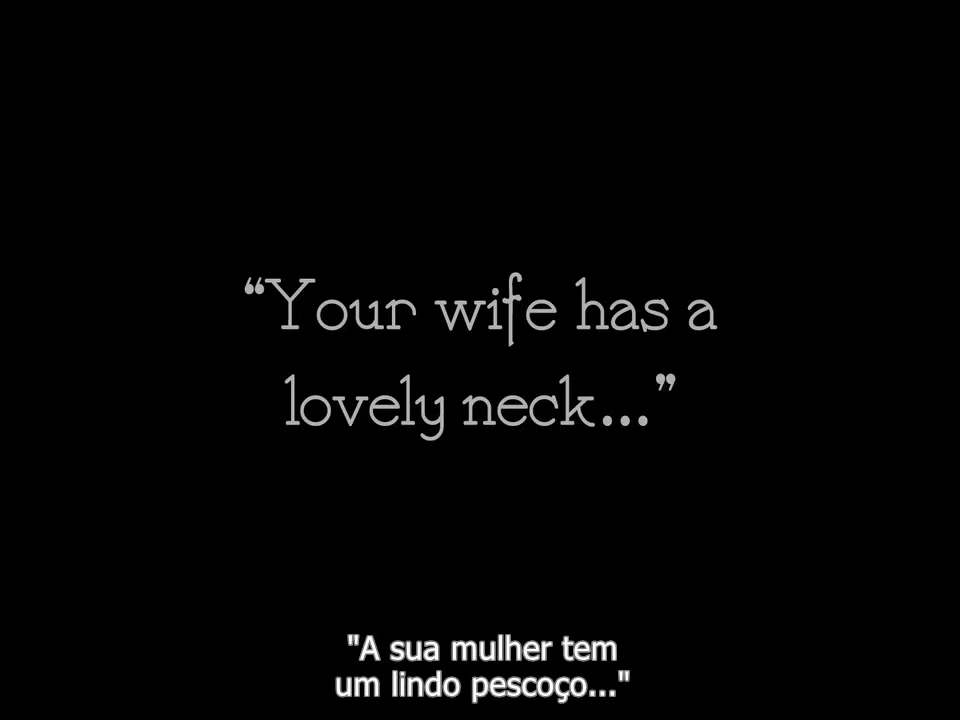 “Your wife has a
lovely neck...”
"A sua mulher tem
um lindo pescoço..."